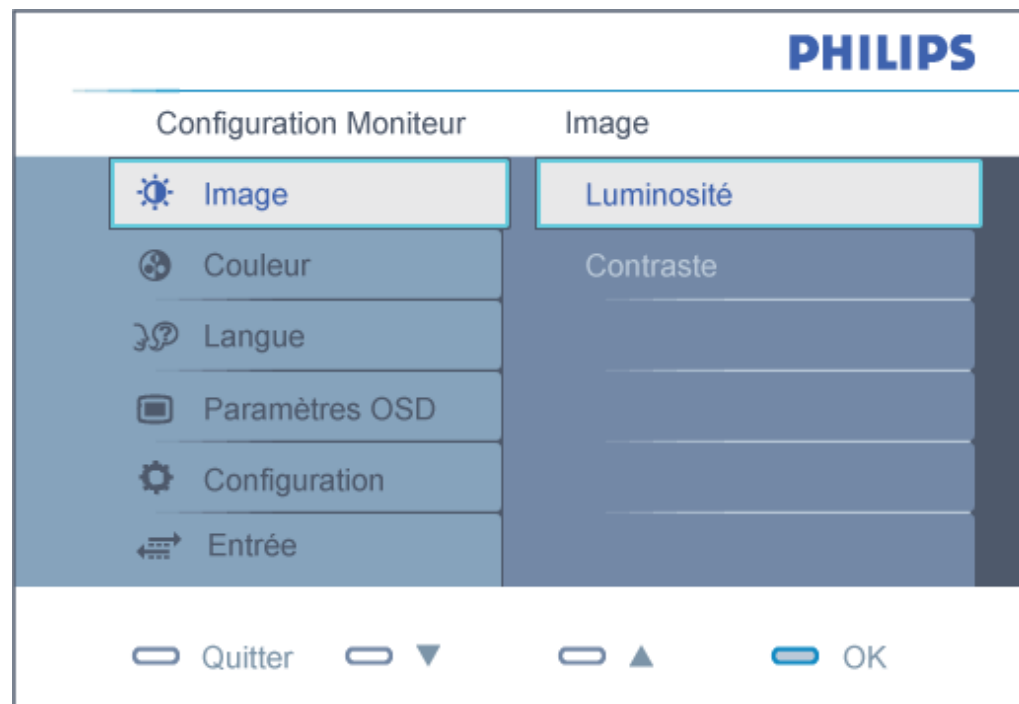 PHILIPS
Configuration Moniteur
Image
Image
Luminosité
Couleur
Contraste
Langue
Paramètres OSD
Configuration
Entrée
Quitter ▼ ▲ OK